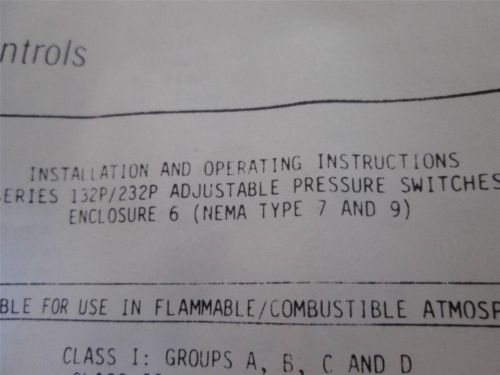 ntrols
INSTALLATION AND OPERATING INSTRUCTIONS
ERIES 132P/232P ADJUSTABLE PRESSURE SWITCHES
ENCLOSURE 6 (NEMA TYPE 7 AND 9)
BLE FOR USE IN FLAMMABLE/COMBUSTIBLE ATMOSP
CLASS I: GROUPS A, B, C AND D